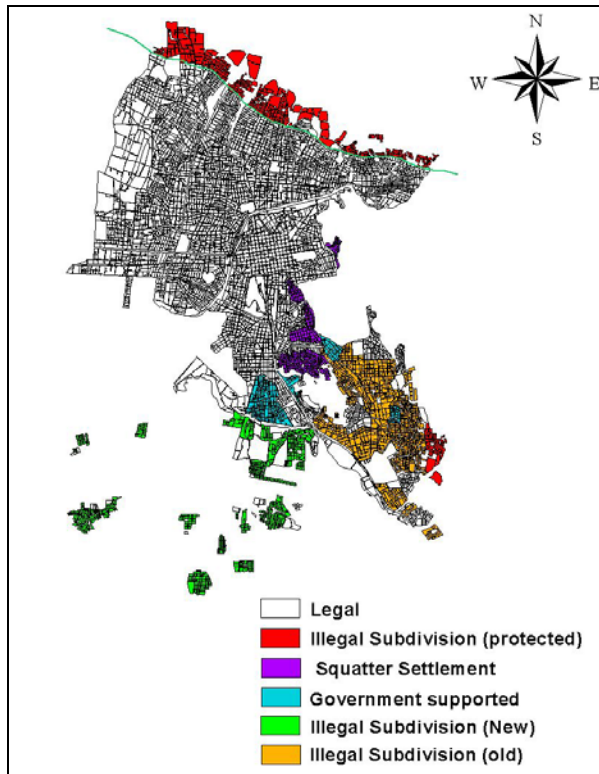 N
W E
S
Legal
Illegal Subdivision (protected)
Squatter Settlement
Government supported
Illegal Subdivision (New)
Illegal Subdivision (old)